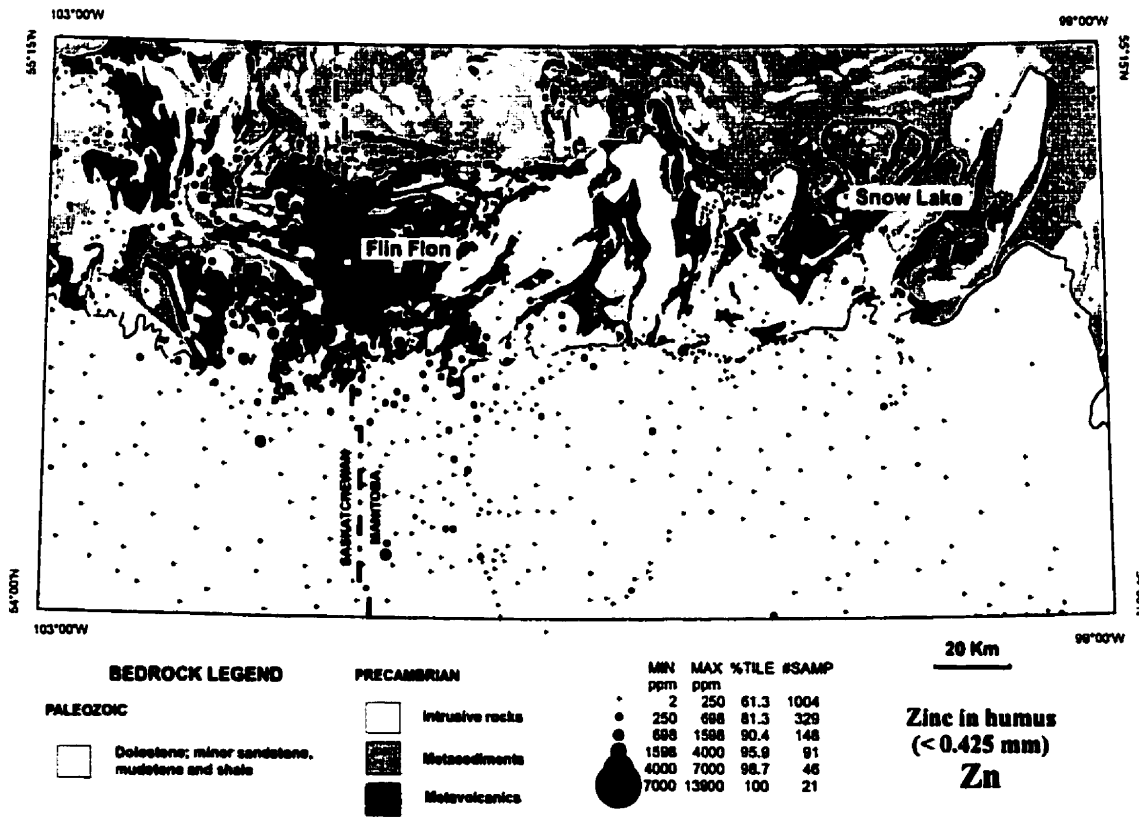 103°00'W
99°00'W
55°15'N
55°15'N
Snow Lake
Flin Flon
SASKATCHEWAN
MANITOBA
54°00'N
103°00'W
99°00'W
20 Km
BEDROCK LEGEND
PALEOZOIC
Dolostone; minor sandstone,
mudstone and shale
PRECAMBRIAN
Intrusive rocks
Metasediments
Metavolcanics
MIN MAX %TILE #SAMP
ppm ppm
2 250 61.3 1004
250 698 81.3 329
698 1598 90.4 148
1598 4000 95.9 91
4000 7000 98.7 46
7000 13900 100 21
Zinc in humus
(< 0.425 mm)
Zn